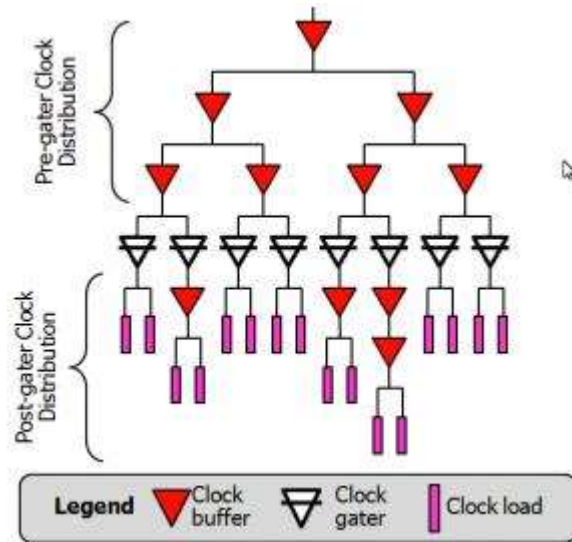 Pre-gater Clock
Distribution
Post-gater Clock
Distribution
Legend
Clock
buffer
Clock
gater
Clock load